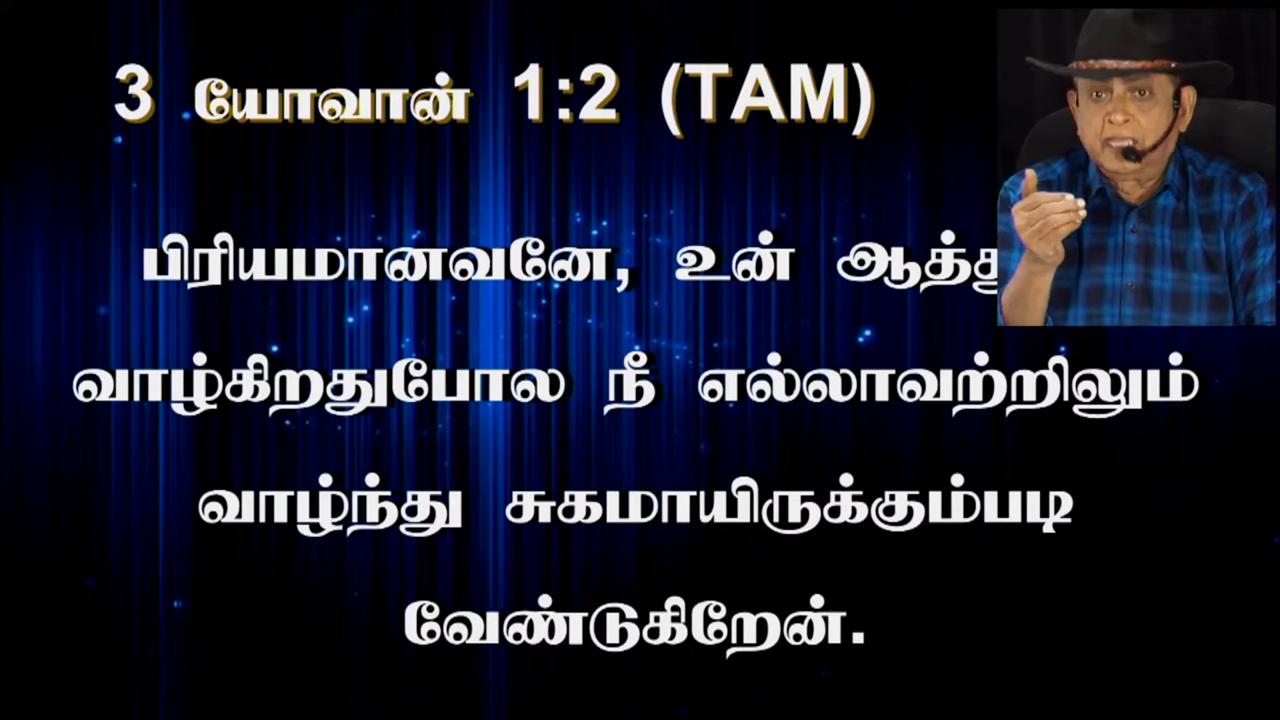 3 யோவான் 1:2 (TAM)
பிரியமானவனே, உன்
வாழ்கிறதுபோல நீ எல்லாவற்றிலும்
வாழ்ந்து சுகமாயிருக்கும்படி
வேண்டுகிறேன்.